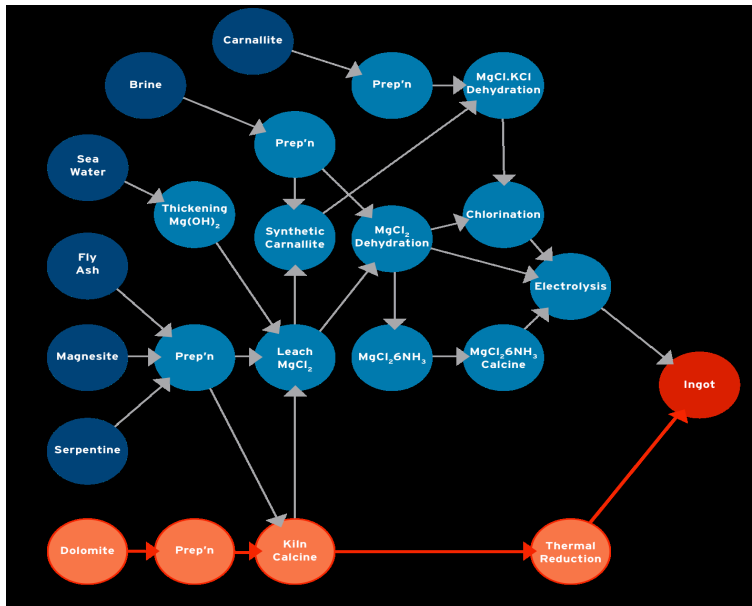 Carnallite
Brine
Prep'n
MgCl.KCl
Dehydration
Prep'n
Sea
Water
Thickening
Mg(OH)₂
Synthetic
Carnallite
MgCl₂
Dehydration
Chlorination
Fly
Ash
Electrolysis
Magnesite
Prep'n
Leach
MgCl₂
MgCl₂6NH₃
MgCl₂6NH₃
Calcine
Ingot
Serpentine
Dolomite
Prep'n
Kiln
Calcine
Thermal
Reduction